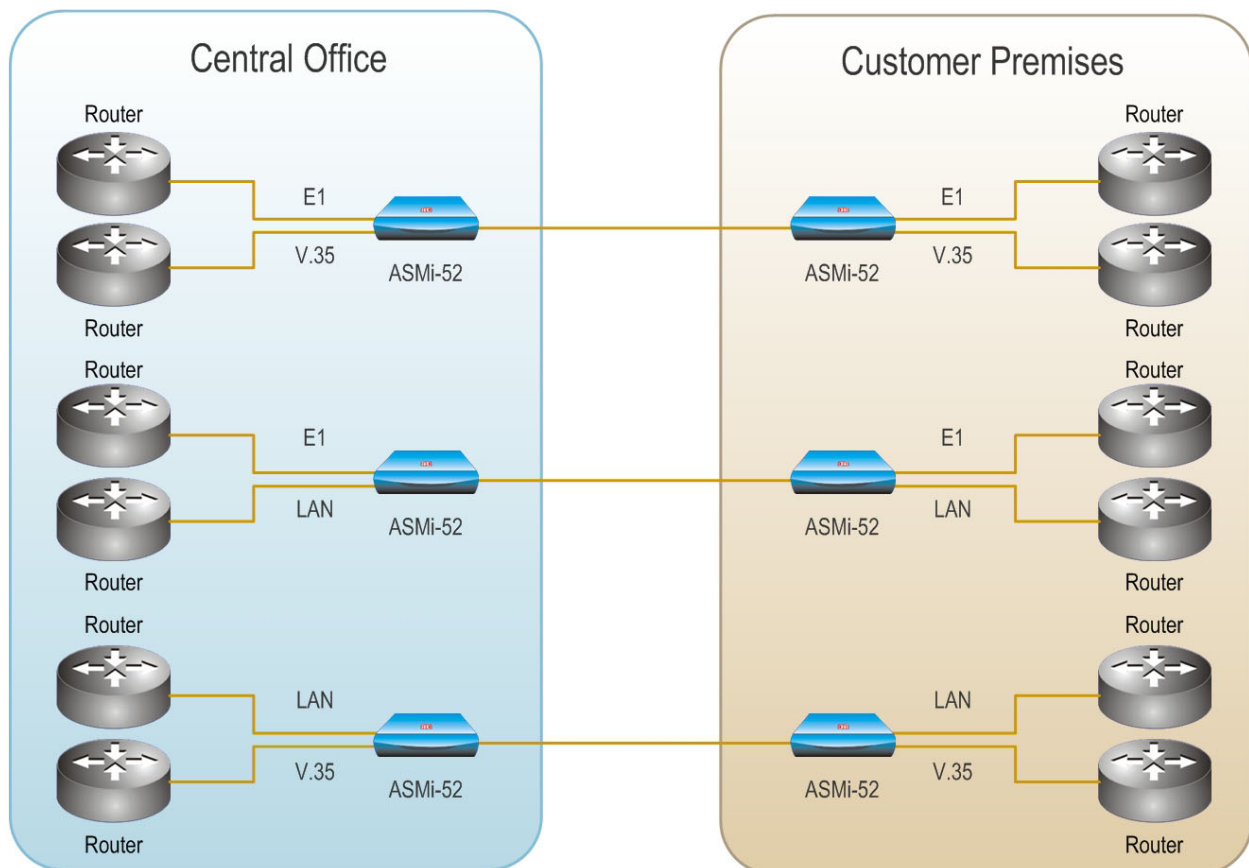 Central Office
Customer Premises
Router
E1
V.35
Router
ASMi-52
ASMi-52
Router
E1
V.35
Router
Router
E1
LAN
Router
ASMi-52
ASMi-52
Router
E1
LAN
Router
Router
LAN
V.35
Router
ASMi-52
ASMi-52
Router
LAN
V.35
Router